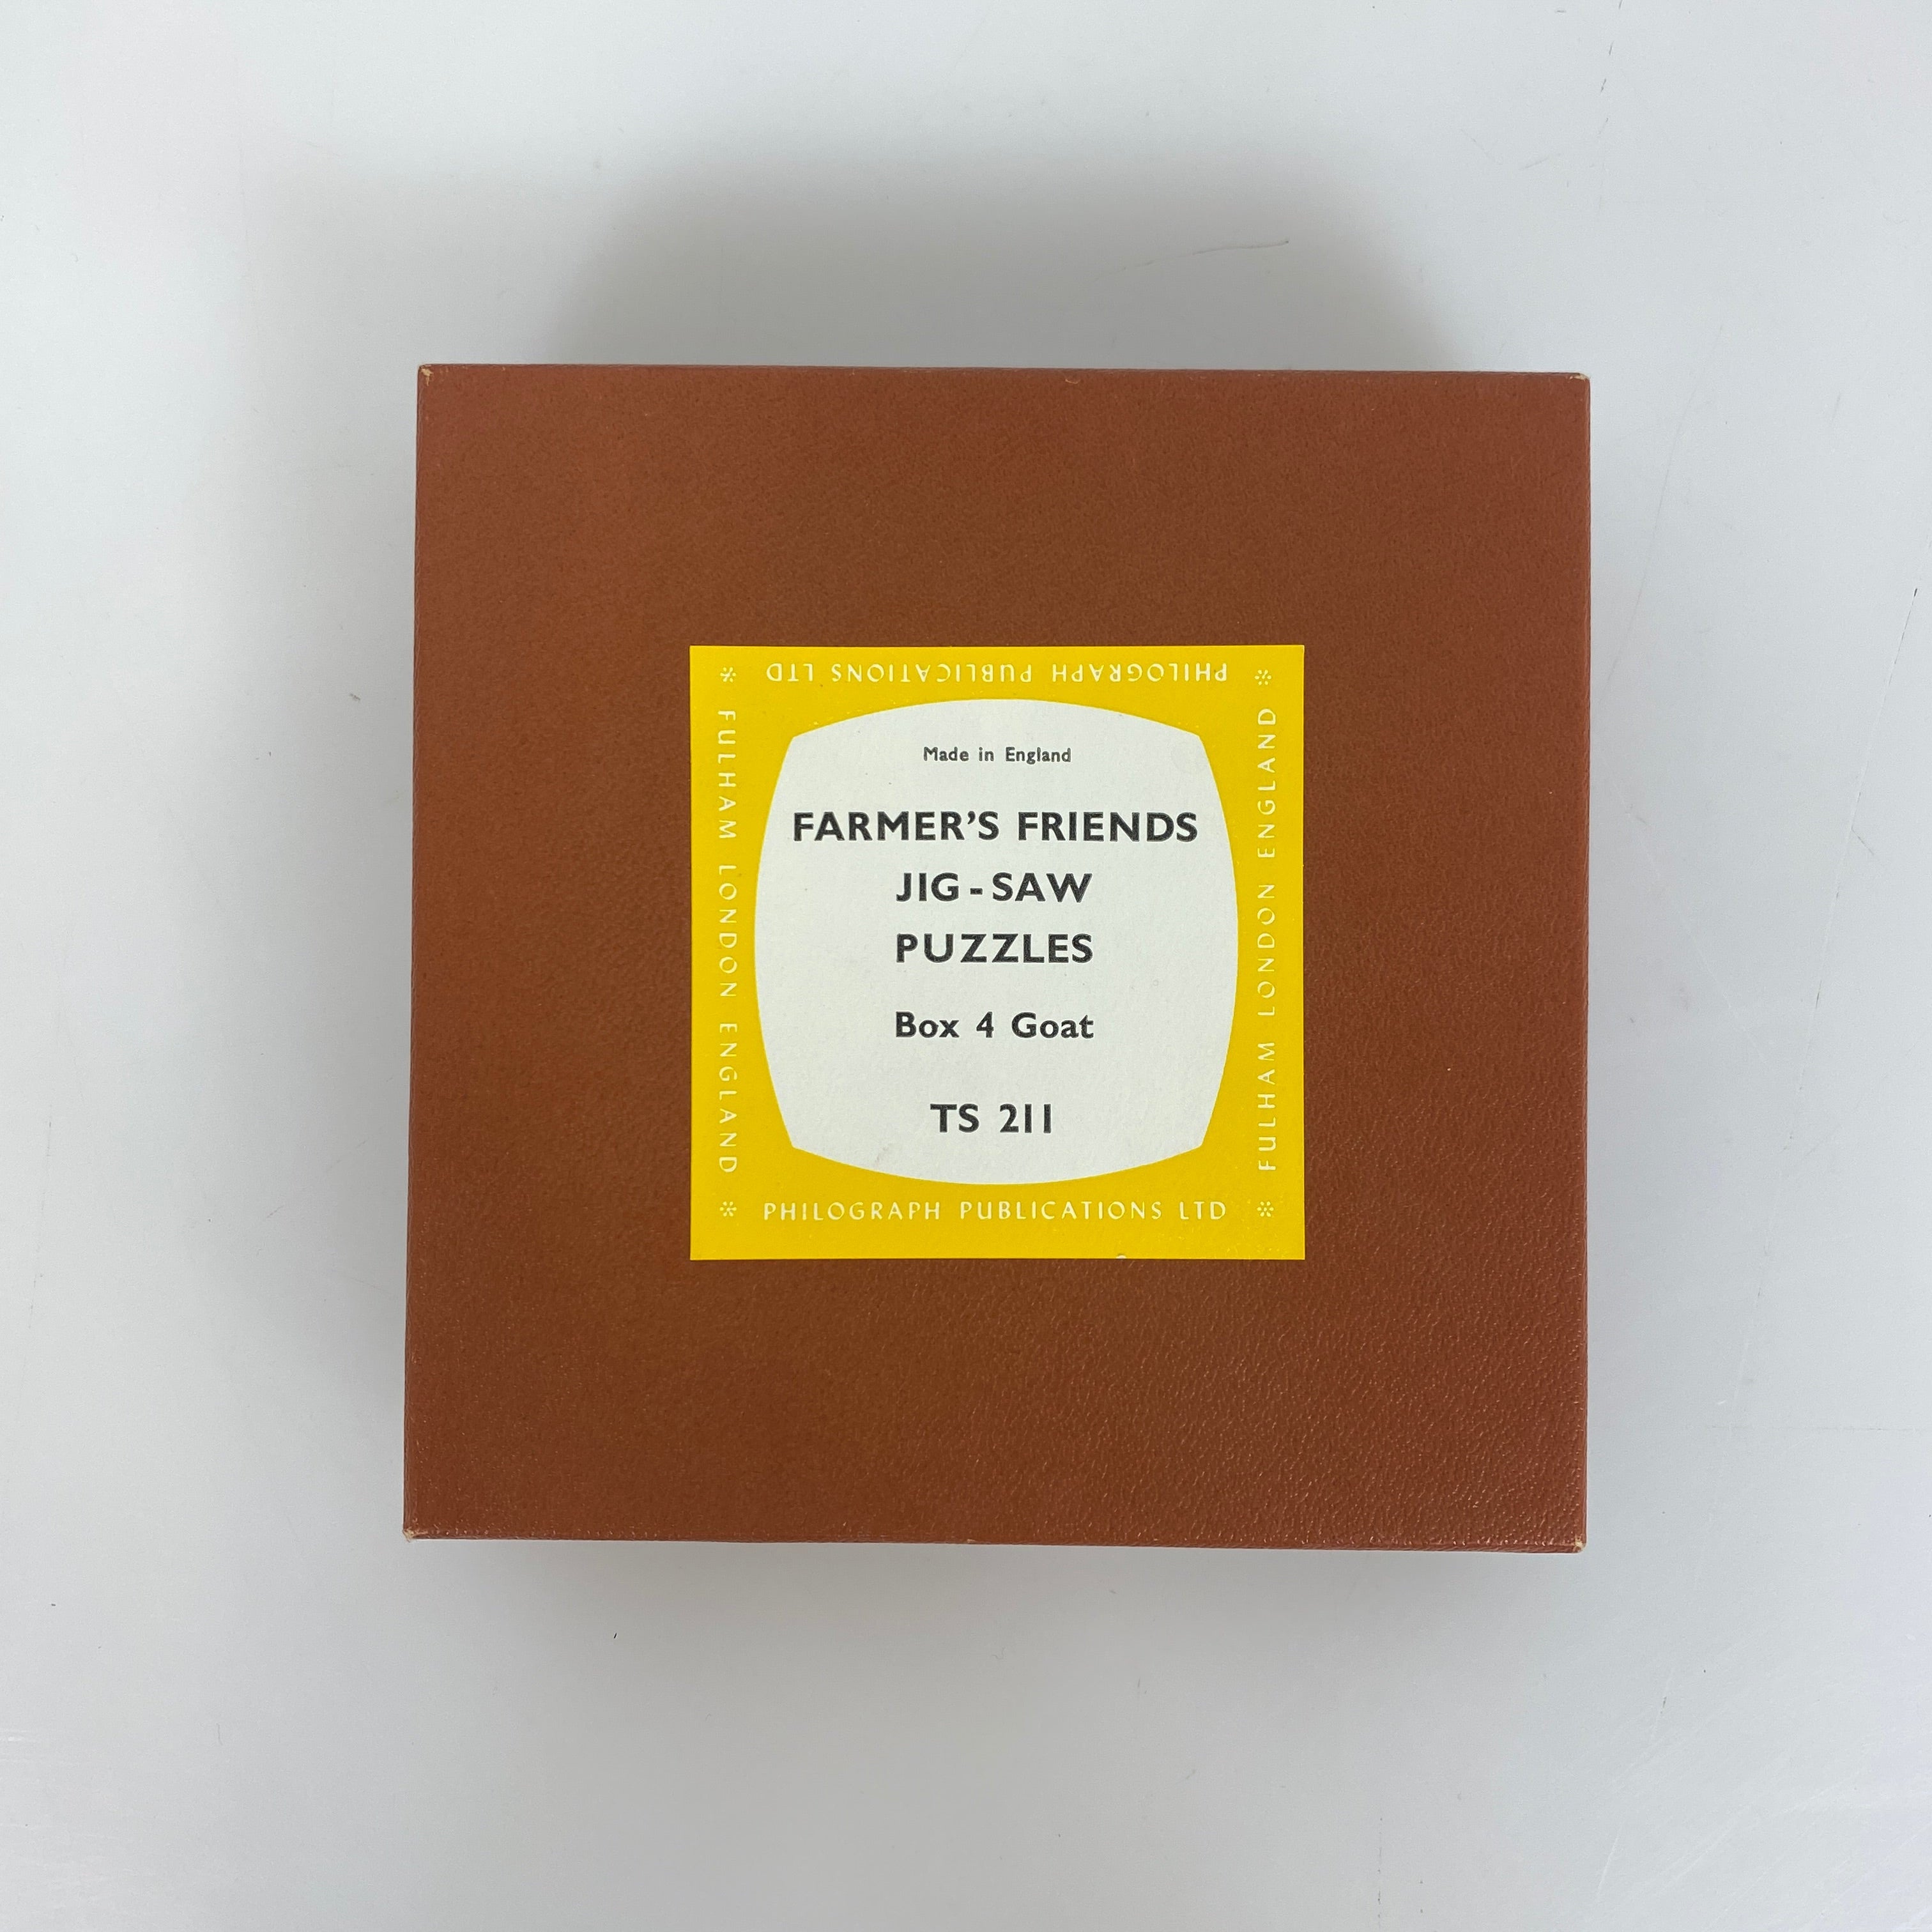 PHILOGRAPH PUBLICATIONS LTD
FULHAM LONDON ENGLAND
Made in England
FARMER'S FRIENDS
JIG-SAW
PUZZLES
Box 4 Goat
TS 211
FULHAM LONDON ENGLAND
PHILOGRAPH PUBLICATIONS LTD